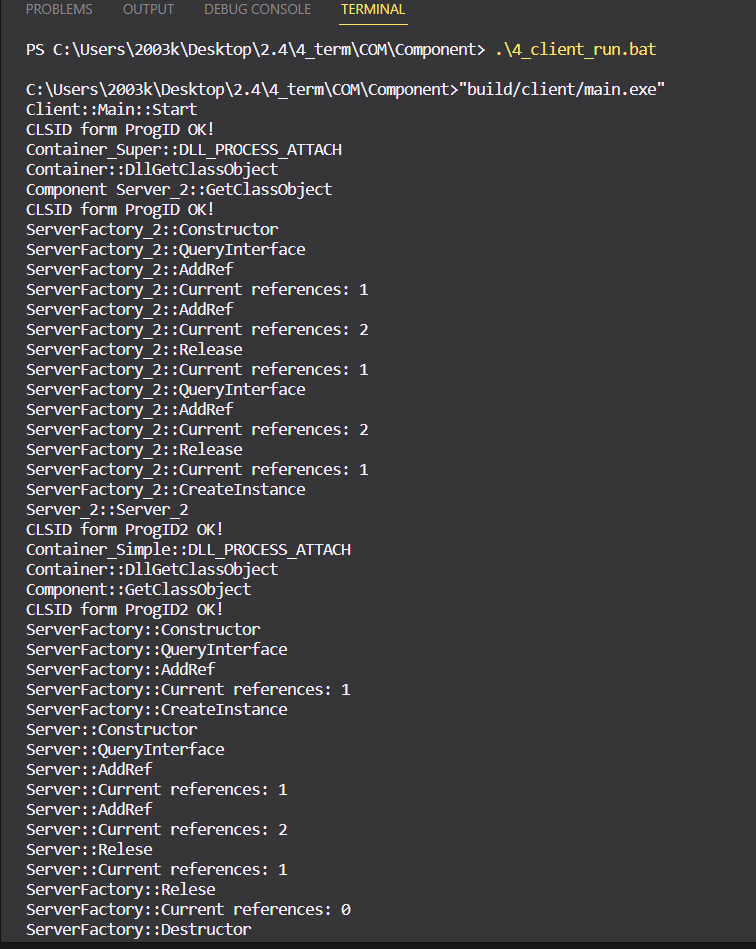 PROBLEMS OUTPUT DEBUG CONSOLE TERMINAL
PS C:\Users\2003k\Desktop\2.4\4_term\COM\Component> .\4_client_run.bat
C:\Users\2003k\Desktop\2.4\4_term\COM\Component>"build/client/main.exe"
Client::Main::Start
CLSID form ProgID OK!
Container_Super::DLL_PROCESS_ATTACH
Container::DllGetClassObject
Component Server_2::GetClassObject
CLSID form ProgID OK!
ServerFactory_2::Constructor
ServerFactory_2::QueryInterface
ServerFactory_2::AddRef
ServerFactory_2::Current references: 1
ServerFactory_2::AddRef
ServerFactory_2::Current references: 2
ServerFactory_2::Release
ServerFactory_2::Current references: 1
ServerFactory_2::QueryInterface
ServerFactory_2::AddRef
ServerFactory_2::Current references: 2
ServerFactory_2::Release
ServerFactory_2::Current references: 1
ServerFactory_2::CreateInstance
Server_2::Server_2
CLSID form ProgID2 OK!
Container_Simple::DLL_PROCESS_ATTACH
Container::DllGetClassObject
Component::GetClassObject
CLSID form ProgID2 OK!
ServerFactory::Constructor
ServerFactory::QueryInterface
ServerFactory::AddRef
ServerFactory::Current references: 1
ServerFactory::CreateInstance
Server::Constructor
Server::QueryInterface
Server::AddRef
Server::Current references: 1
Server::AddRef
Server::Current references: 2
Server::Relese
Server::Current references: 1
ServerFactory::Relese
ServerFactory::Current references: 0
ServerFactory::Destructor